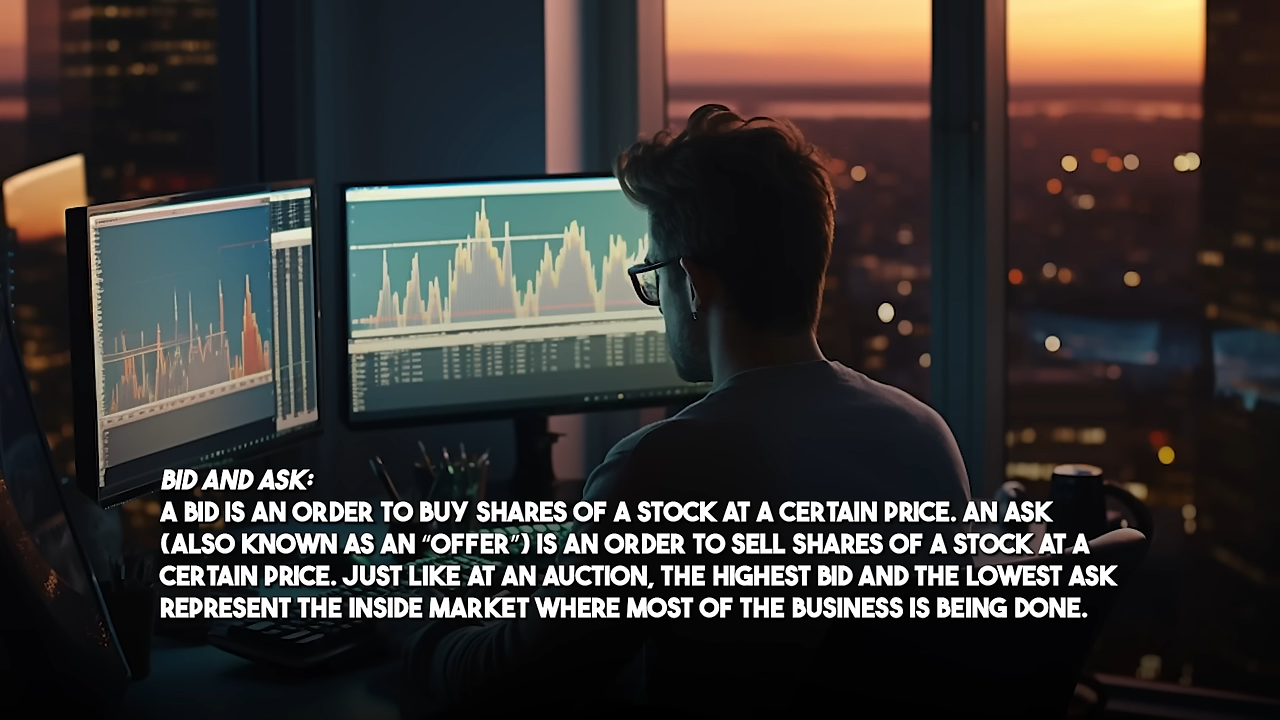 BID AND ASK:
A BID IS AN ORDER TO BUY SHARES OF A STOCK AT A CERTAIN PRICE. AN ASK
(ALSO KNOWN AS AN “OFFER”) IS AN ORDER TO SELL SHARES OF A STOCK AT A
CERTAIN PRICE. JUST LIKE AT AN AUCTION, THE HIGHEST BID AND THE LOWEST ASK
REPRESENT THE INSIDE MARKET WHERE MOST OF THE BUSINESS IS BEING DONE.